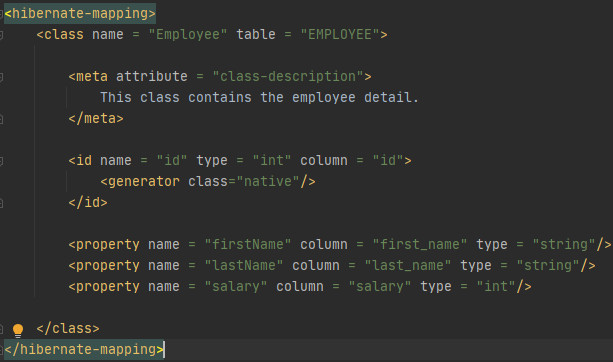 <hibernate-mapping>
<class name = "Employee" table = "EMPLOYEE">
<meta attribute = "class-description">
This class contains the employee detail.
</meta>
<id name = "id" type = "int" column = "id">
<generator class="native"/>
</id>
<property name = "firstName" column = "first_name" type = "string"/>
<property name = "lastName" column = "last_name" type = "string"/>
<property name = "salary" column = "salary" type = "int"/>
</class>
</hibernate-mapping>